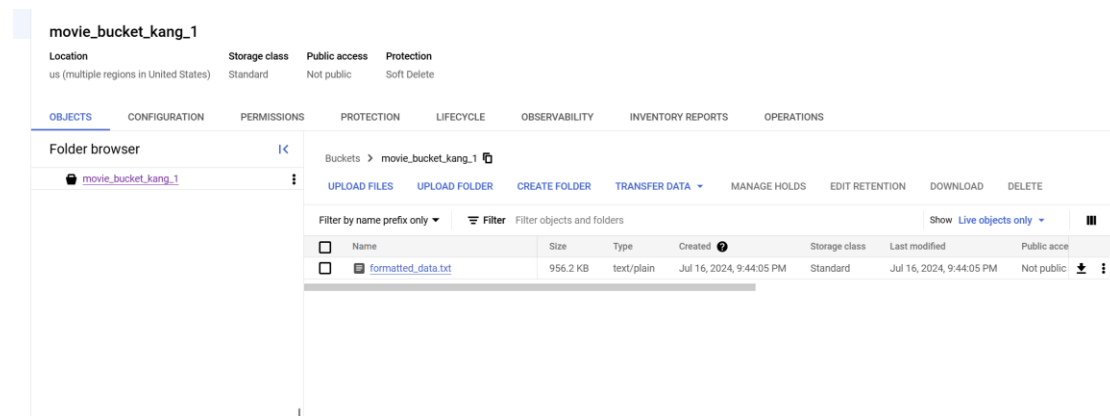 movie_bucket_kang_1
Location Storage class Public access Protection
us (multiple regions in United States) Standard Not public Soft Delete
OBJECTS CONFIGURATION PERMISSIONS PROTECTION LIFECYCLE OBSERVABILITY INVENTORY REPORTS OPERATIONS
Folder browser
movie_bucket_kang_1
Buckets > movie_bucket_kang_1
UPLOAD FILES UPLOAD FOLDER CREATE FOLDER TRANSFER DATA MANAGE HOLDS EDIT RETENTION DOWNLOAD DELETE
Filter by name prefix only Filter Filter objects and folders Show Live objects only
Name Size Type Created Storage class Last modified Public acce
formatted_data.txt 956.2 KB text/plain Jul 16, 2024, 9:44:05 PM Standard Jul 16, 2024, 9:44:05 PM Not public